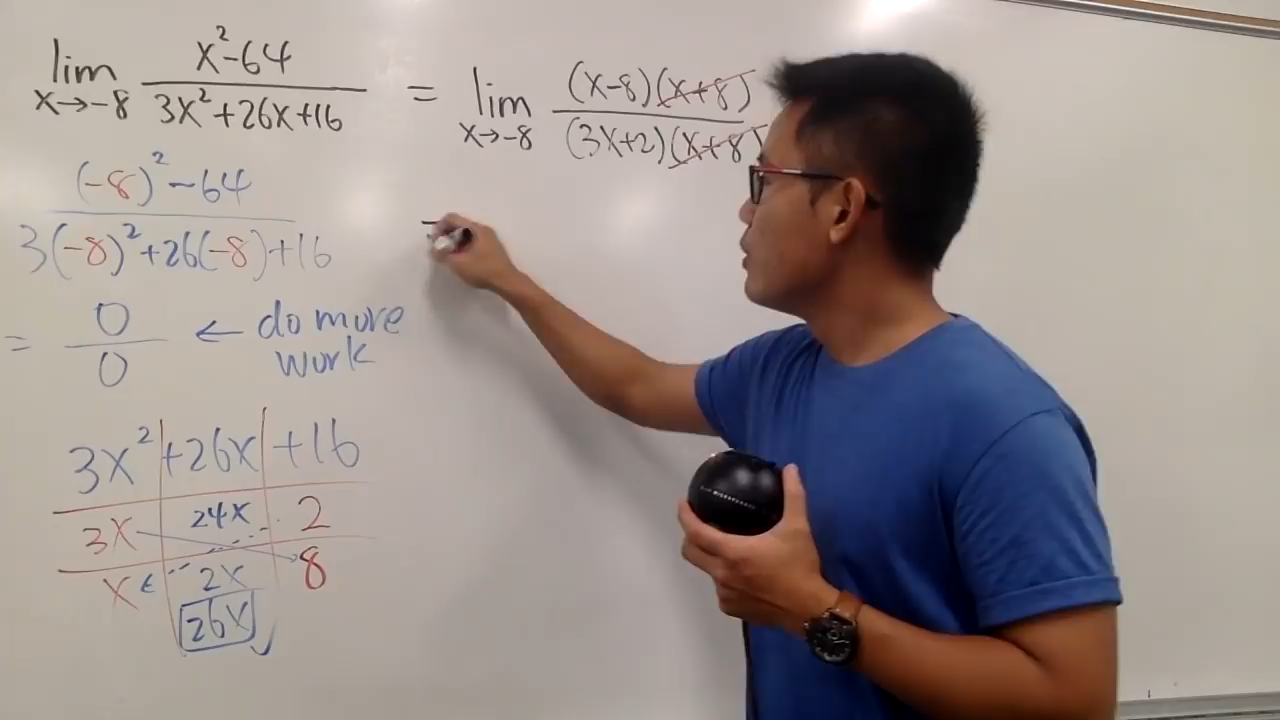 lim x→-8 x²-64 / 3x²+26x+16 = lim x→-8 (x-8)(x+8) / (3x+2)(x+8)
(-8)²-64 / 3(-8)²+26(-8)+16
= 0/0 ← do more work
=
3x² +26x +16
3x 24x 2
x 2x 8
26x